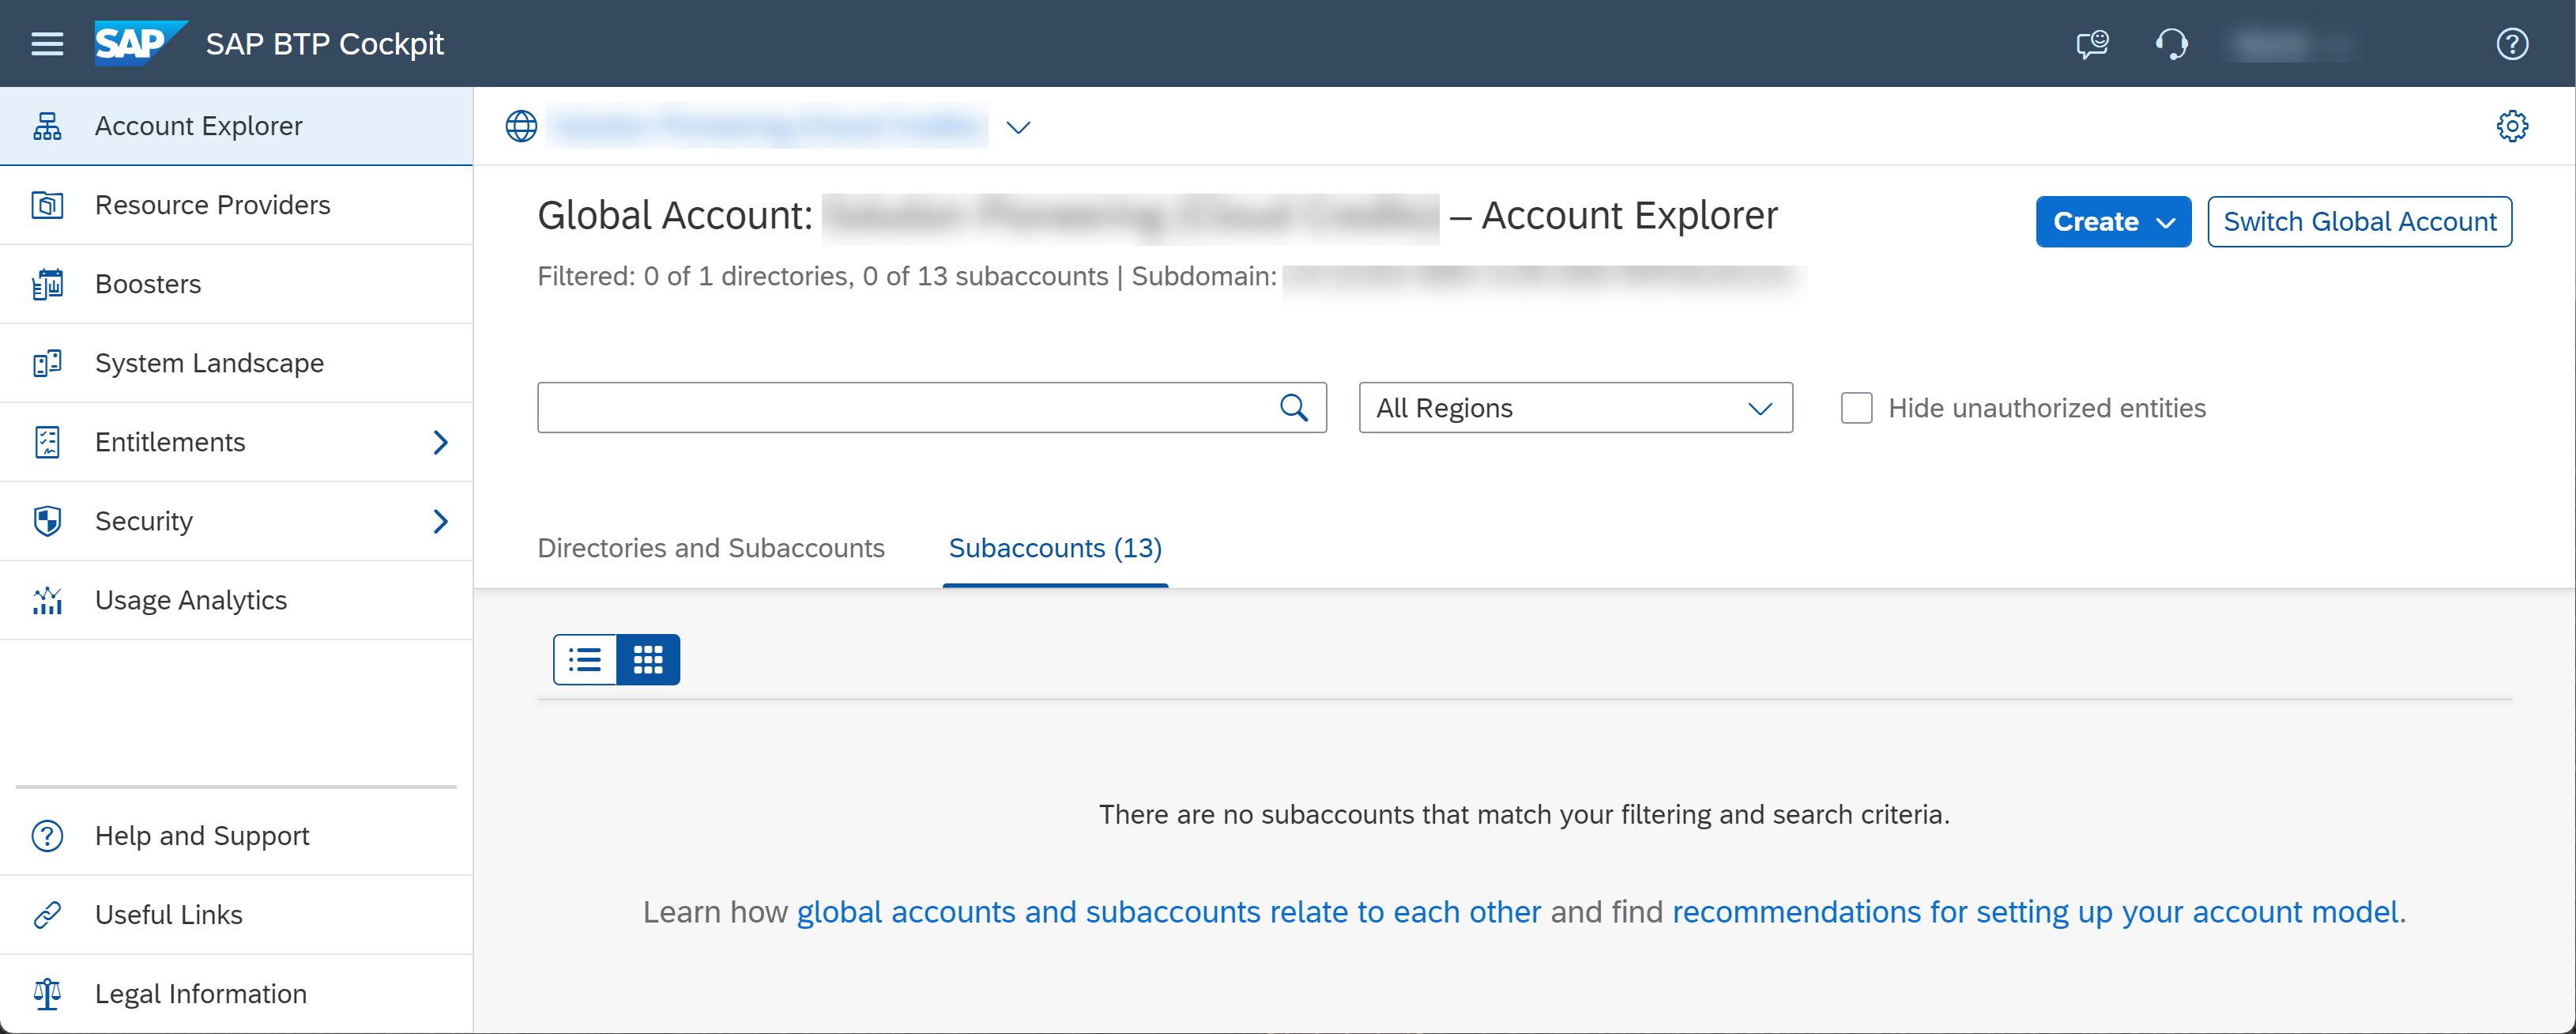 SAP SAP BTP Cockpit
Account Explorer
Resource Providers
Boosters
System Landscape
Entitlements
Security
Usage Analytics
Help and Support
Useful Links
Legal Information
Global Account: – Account Explorer
Create
Switch Global Account
Filtered: 0 of 1 directories, 0 of 13 subaccounts | Subdomain:
All Regions
Hide unauthorized entities
Directories and Subaccounts
Subaccounts (13)
There are no subaccounts that match your filtering and search criteria.
Learn how global accounts and subaccounts relate to each other and find recommendations for setting up your account model.